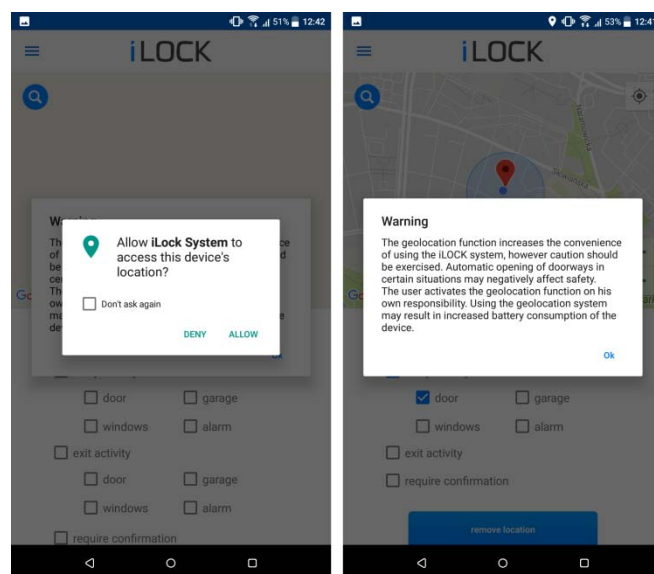 51% 12:42
iLOCK
Allow iLock System to
access this device's
location?
Don't ask again
DENY ALLOW
door garage
windows alarm
exit activity
door garage
windows alarm
require confirmation
53% 12:41
iLOCK
Warning
The geolocation function increases the convenience
of using the iLOCK system, however caution should
be exercised. Automatic opening of doorways in
certain situations may negatively affect safety.
The user activates the geolocation function on his
own responsibility. Using the geolocation system
may result in increased battery consumption of the
device.
Ok
door garage
windows alarm
exit activity
require confirmation
remove location